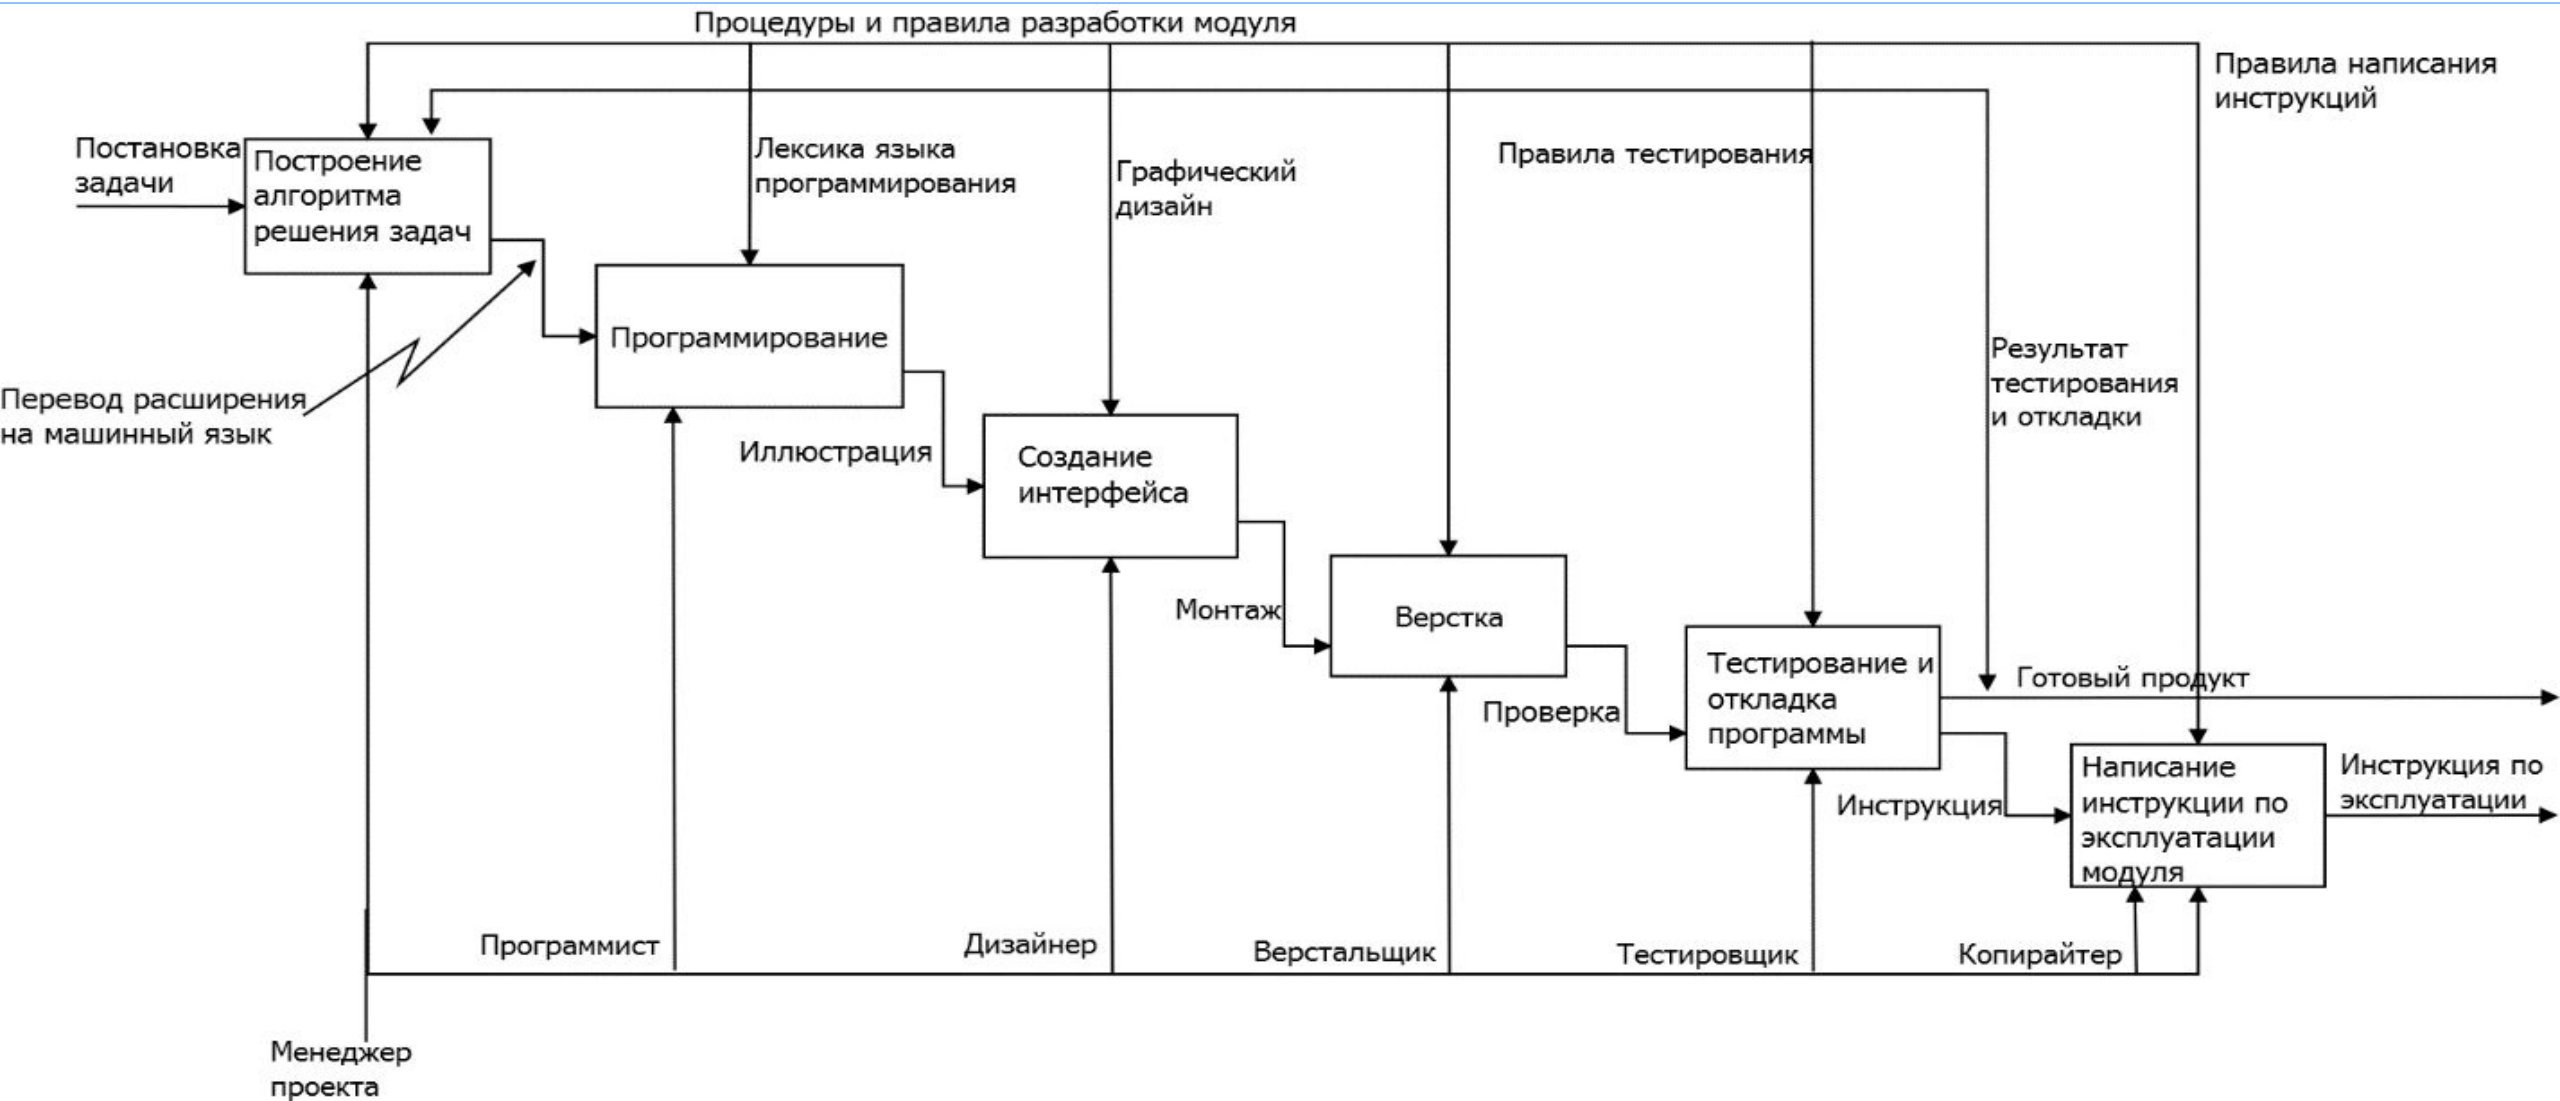 Процедуры и правила разработки модуля
Правила написания
инструкций
Постановка
задачи
Построение
алгоритма
решения задач
Лексика языка
программирования
Графический
дизайн
Правила тестирования
Программирование
Результат
тестирования
и откладки
Перевод расширения
на машинный язык
Иллюстрация
Создание
интерфейса
Монтаж
Верстка
Проверка
Тестирование и
откладка
программы
Готовый продукт
Инструкция
Написание
инструкции по
эксплуатации
модуля
Инструкция по
эксплуатации
Программист
Дизайнер
Верстальщик
Тестировщик
Копирайтер
Менеджер
проекта